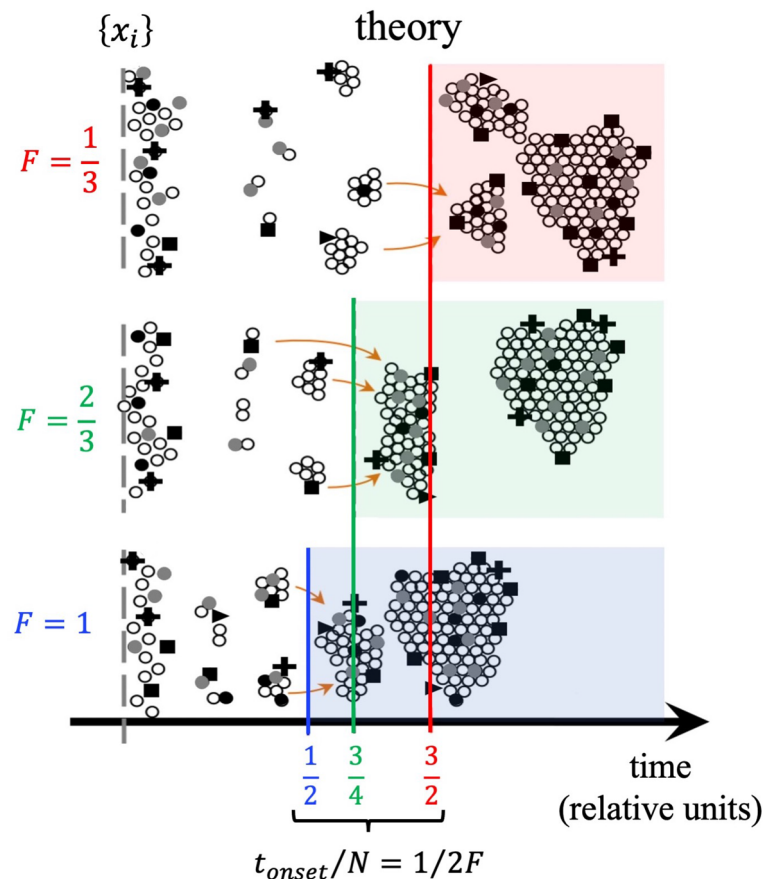 {x_i} theory
F = 1/3
F = 2/3
F = 1
1/2 3/4 3/2
time
(relative units)
t_onset/N = 1/2F